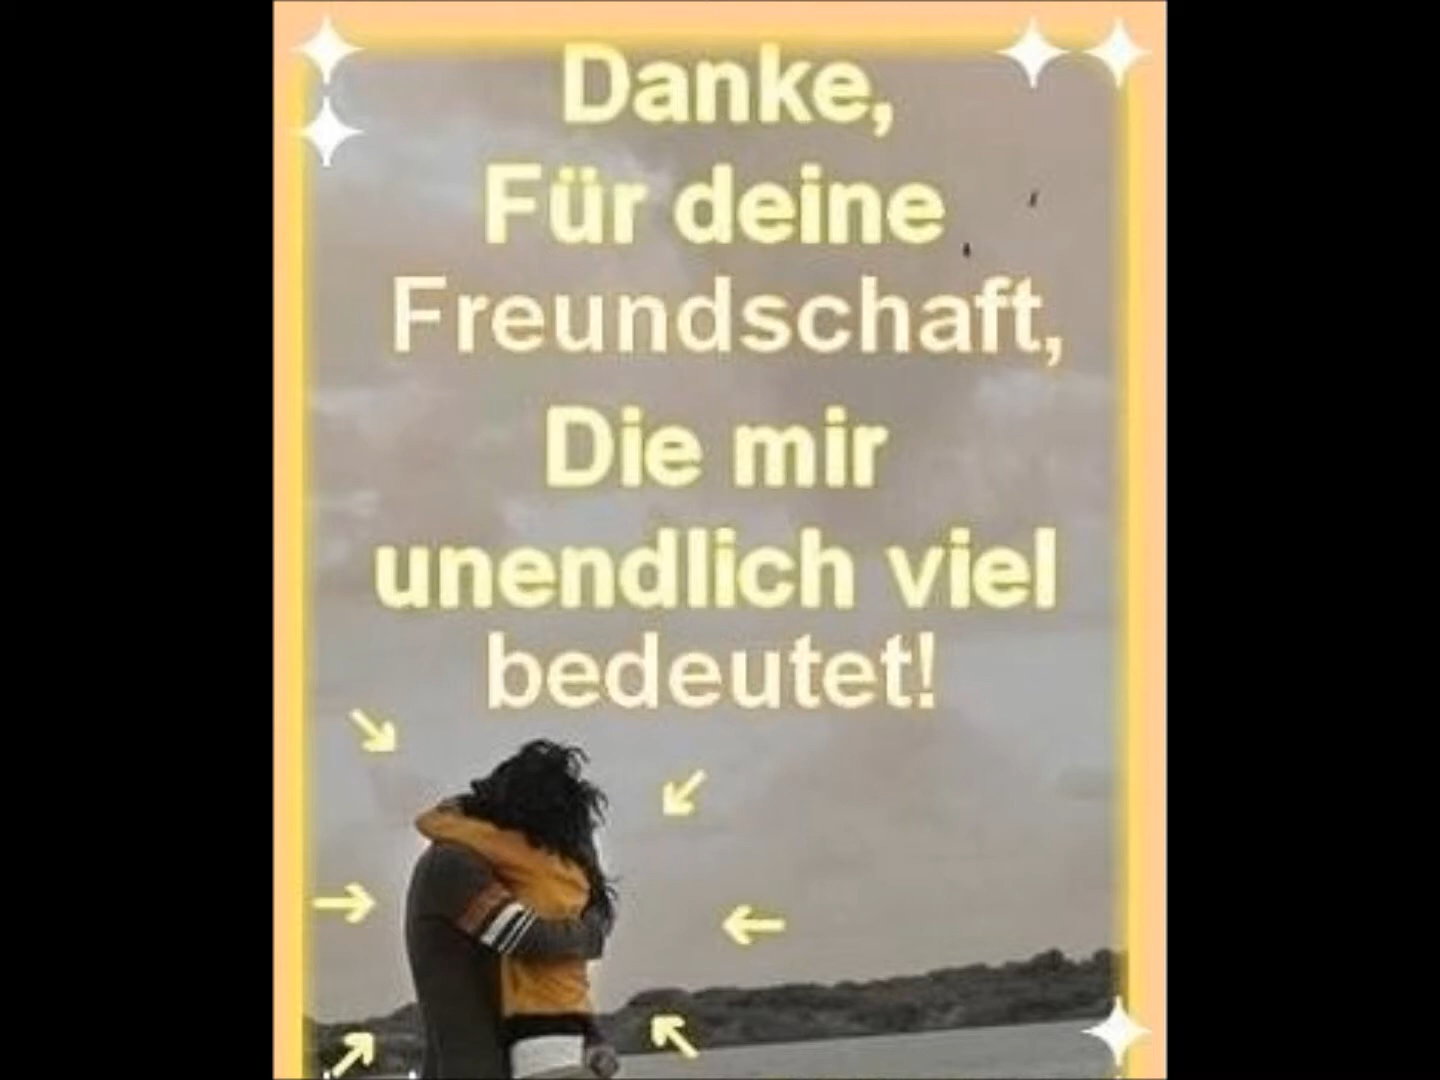 Danke,
Für deine
Freundschaft,
Die mir
unendlich viel
bedeutet!